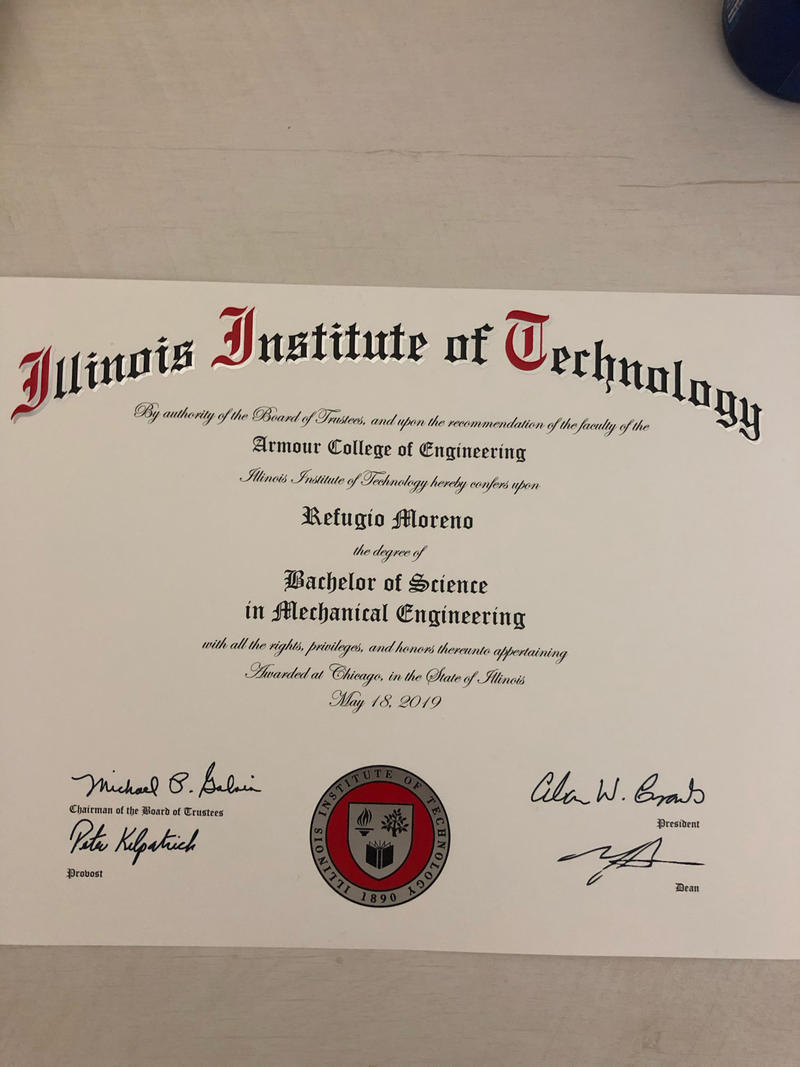 Illinois Institute of Technology
By authority of the Board of Trustees, and upon the recommendation of the faculty of the
Armour College of Engineering
Illinois Institute of Technology hereby confers upon
Refugio Moreno
the degree of
Bachelor of Science
in Mechanical Engineering
with all the rights, privileges, and honors thereunto appertaining
Awarded at Chicago, in the State of Illinois
May 18, 2019
Michael P. Galvin
Chairman of the Board of Trustees
Peter Kilpatrick
Provost
ILLINOIS INSTITUTE OF TECHNOLOGY
1890
Alan W.
President
Dean